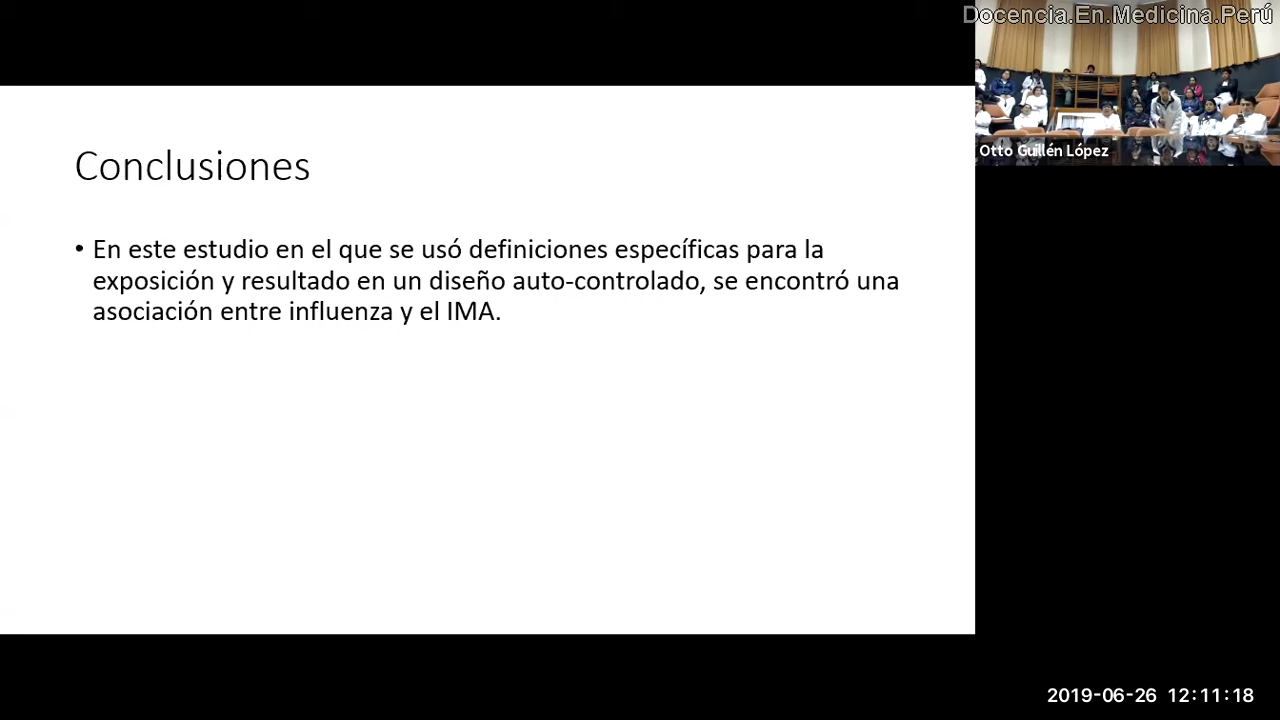 Docencia.En.Medicina.Perú
Otto Guillén López
Conclusiones
• En este estudio en el que se usó definiciones específicas para la
exposición y resultado en un diseño auto-controlado, se encontró una
asociación entre influenza y el IMA.
2019-06-26 12:11:18